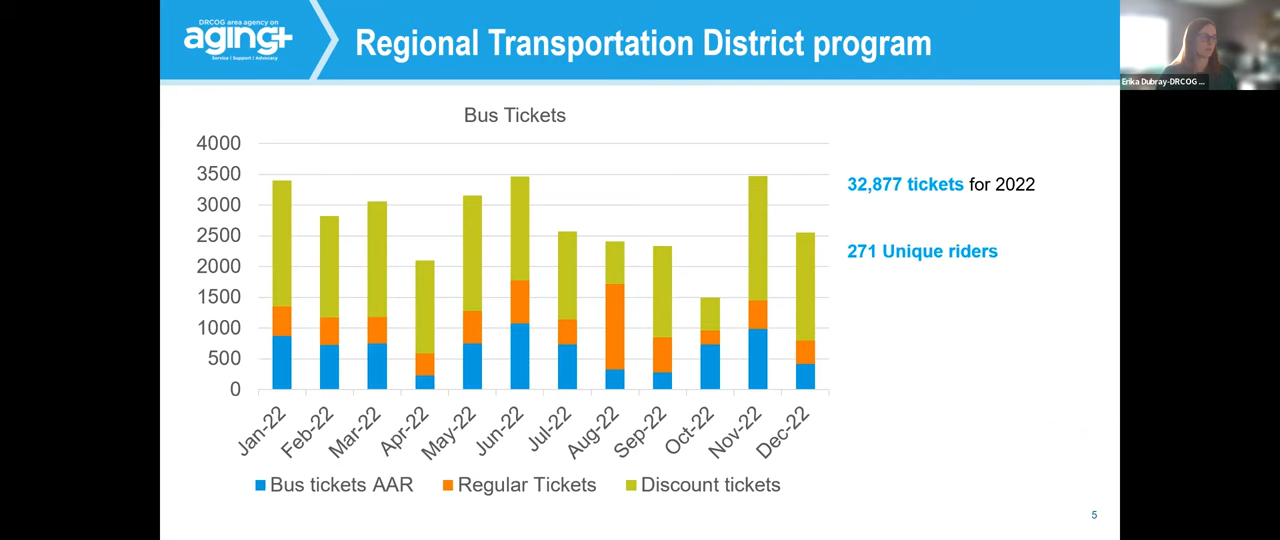 DRCOG area agency on
aging+
Service | Support | Advocacy
Regional Transportation District program
Erika Dubray-DRCOG ...
Bus Tickets
4000
3500
3000
2500
2000
1500
1000
500
0
Jan-22
Feb-22
Mar-22
Apr-22
May-22
Jun-22
Jul-22
Aug-22
Sep-22
Oct-22
Nov-22
Dec-22
Bus tickets AAR
Regular Tickets
Discount tickets
32,877 tickets for 2022
271 Unique riders
5